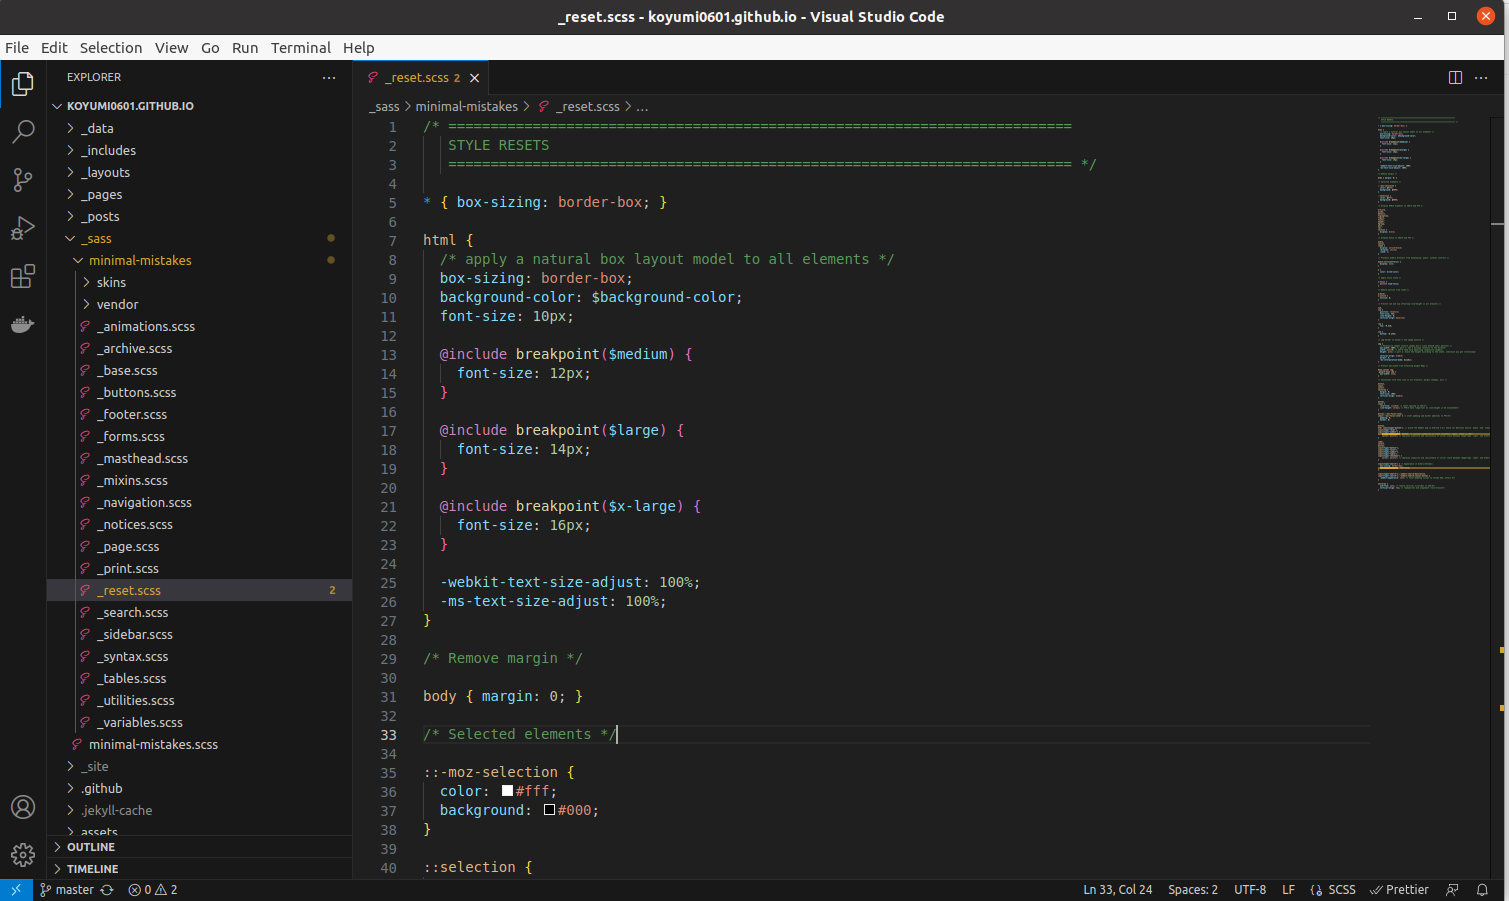 _reset.scss - koyumi0601.github.io - Visual Studio Code
File Edit Selection View Go Run Terminal Help
EXPLORER
KOYUMI0601.GITHUB.IO
_data
_includes
_layouts
_pages
_posts
_sass
minimal-mistakes
skins
vendor
_animations.scss
_archive.scss
_base.scss
_buttons.scss
_footer.scss
_forms.scss
_masthead.scss
_mixins.scss
_navigation.scss
_notices.scss
_page.scss
_print.scss
_reset.scss 2
_search.scss
_sidebar.scss
_syntax.scss
_tables.scss
_utilities.scss
_variables.scss
minimal-mistakes.scss
_site
.github
.jekyll-cache
assets
OUTLINE
TIMELINE
_reset.scss 2
_sass > minimal-mistakes > _reset.scss > ...
1 /* ==========================================================================
2 STYLE RESETS
3 ========================================================================== */
4
5 * { box-sizing: border-box; }
6
7 html {
8 /* apply a natural box layout model to all elements */
9 box-sizing: border-box;
10 background-color: $background-color;
11 font-size: 10px;
12
13 @include breakpoint($medium) {
14 font-size: 12px;
15 }
16
17 @include breakpoint($large) {
18 font-size: 14px;
19 }
20
21 @include breakpoint($x-large) {
22 font-size: 16px;
23 }
24
25 -webkit-text-size-adjust: 100%;
26 -ms-text-size-adjust: 100%;
27 }
28
29 /* Remove margin */
30
31 body { margin: 0; }
32
33 /* Selected elements */
34
35 ::-moz-selection {
36 color: #fff;
37 background: #000;
38 }
39
40 ::selection {
master 0 2 Ln 33, Col 24 Spaces: 2 UTF-8 LF SCSS Prettier